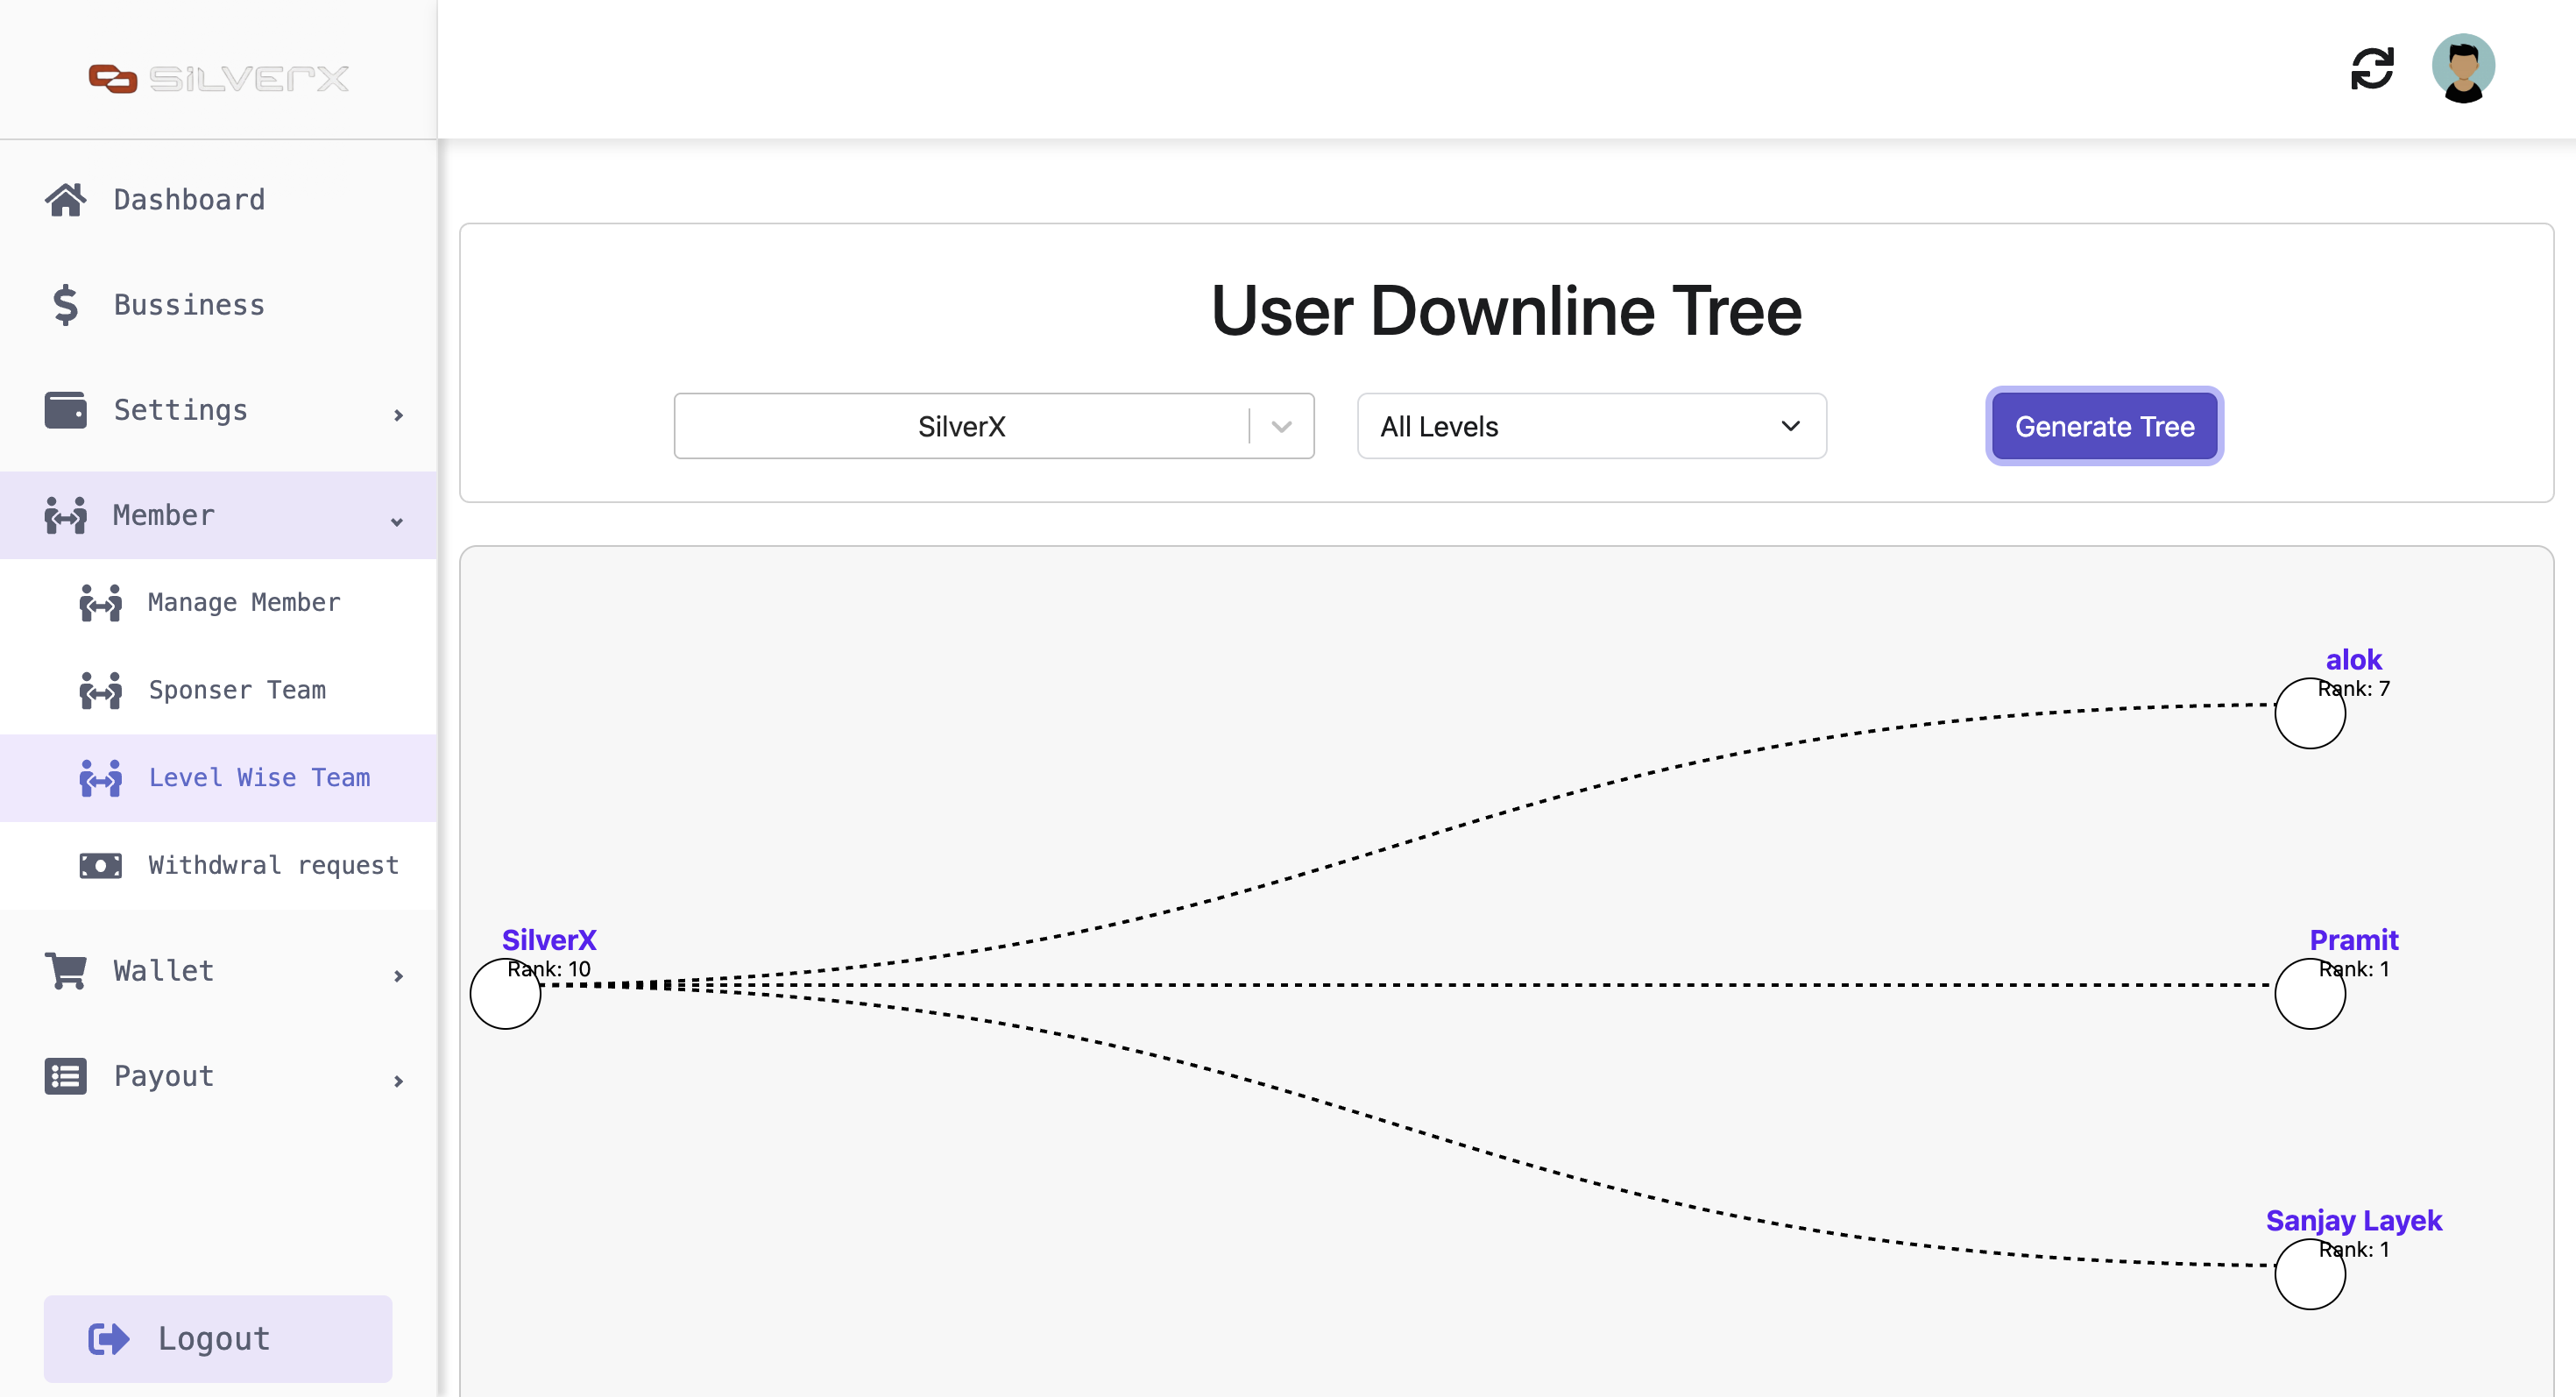 SILVERX
Dashboard
Bussiness
Settings
Member
Manage Member
Sponser Team
Level Wise Team
Withdwral request
Wallet
Payout
Logout
User Downline Tree
SilverX
All Levels
Generate Tree
alok
Rank: 7
SilverX
Rank: 10
Pramit
Rank: 1
Sanjay Layek
Rank: 1